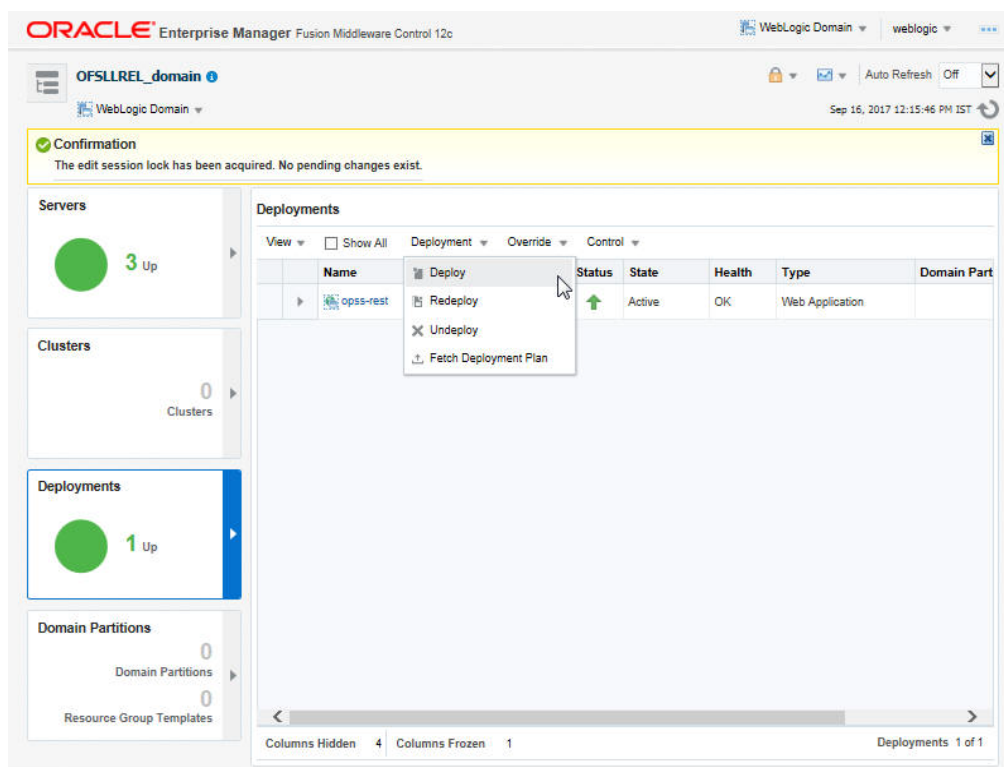 ORACLE Enterprise Manager Fusion Middleware Control 12c
WebLogic Domain
weblogic
OFSLLREL_domain
WebLogic Domain
Auto Refresh Off
Sep 16, 2017 12:15:46 PM IST
Confirmation
The edit session lock has been acquired. No pending changes exist.
Servers
3 Up
Clusters
0
Clusters
Deployments
1 Up
Domain Partitions
0
Domain Partitions
0
Resource Group Templates
Deployments
View Show All Deployment Override Control
Name Status State Health Type Domain Part
opss-rest Active OK Web Application
Deploy
Redeploy
Undeploy
Fetch Deployment Plan
Columns Hidden 4 Columns Frozen 1
Deployments 1 of 1